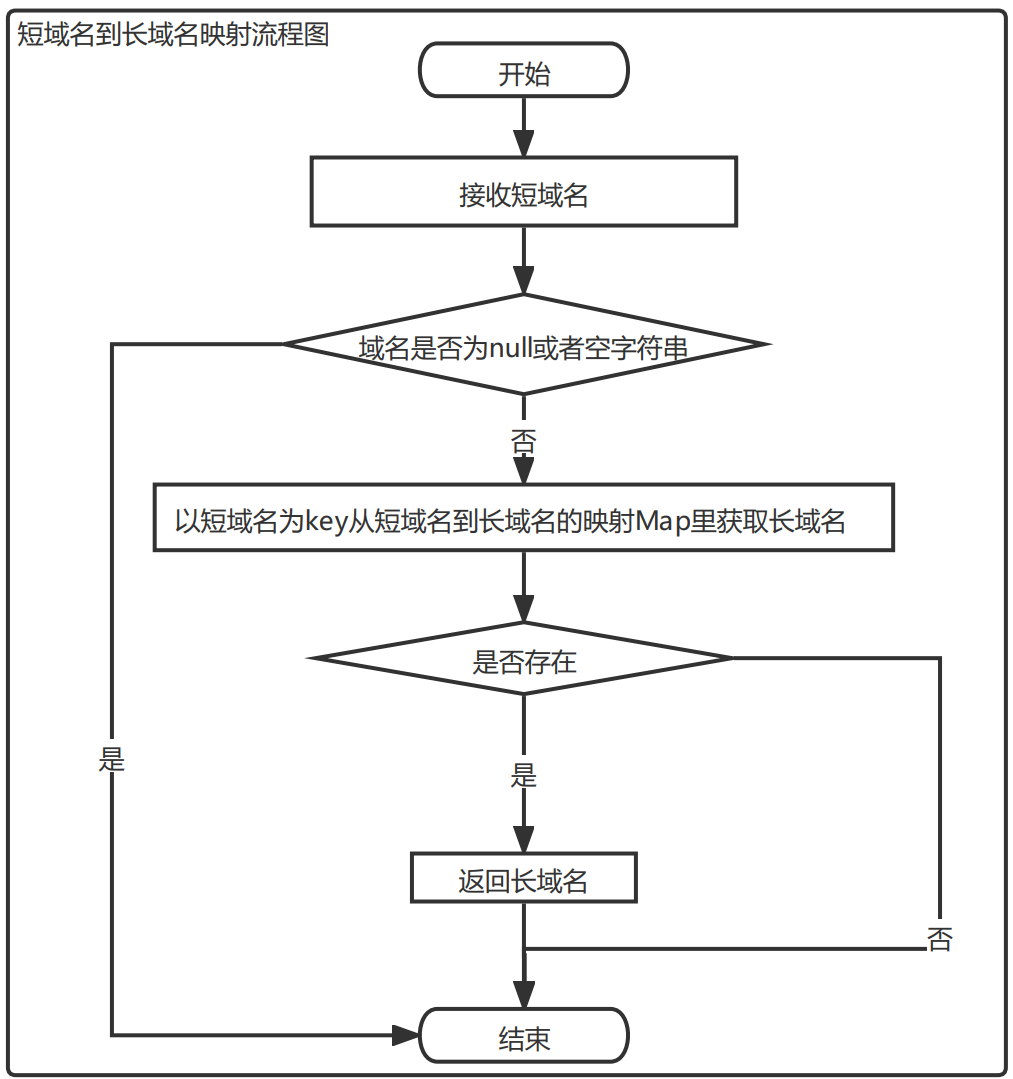 短域名到长域名映射流程图
开始
接收短域名
域名是否为null或者空字符串
否
以短域名为key从短域名到长域名的映射Map里获取长域名
是否存在
是
是
返回长域名
否
结束